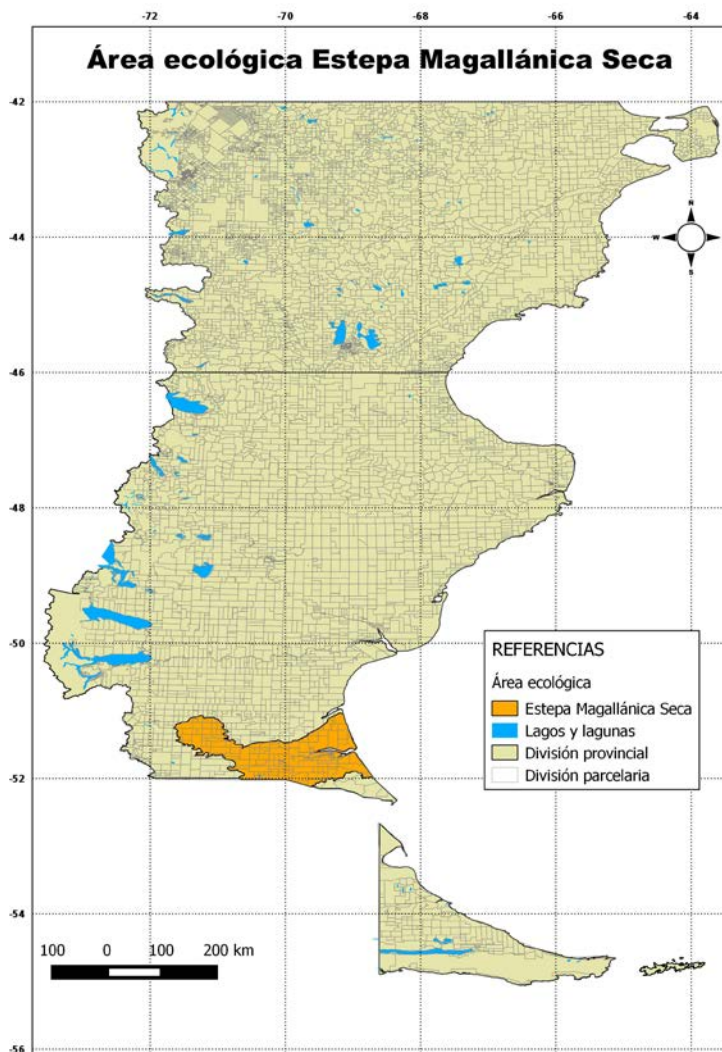 -72 -70 -68 -66 -64
Área ecológica Estepa Magallánica Seca
-42
N
W E
S
-44
-46
-48
-50
REFERENCIAS
Área ecológica
Estepa Magallánica Seca
Lagos y lagunas
División provincial
División parcelaria
-52
-54
100 0 100 200 km
-56